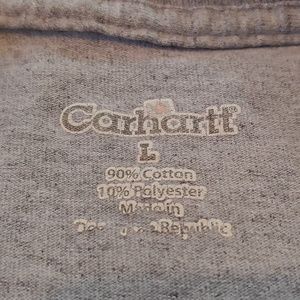 Carhartt®
L
90% Cotton
10% Polyester
Made in
Republic